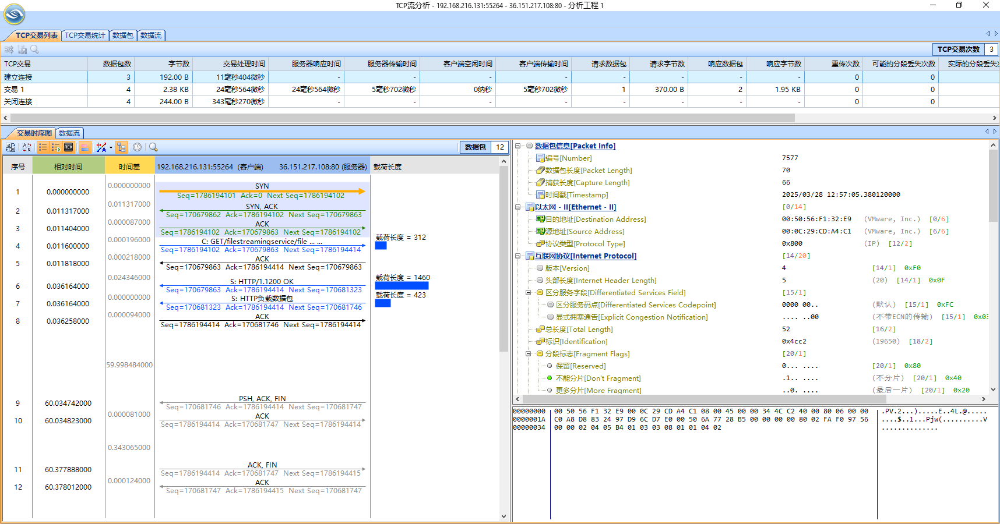 TCP流分析 - 192.168.216.131:55264 - 36.151.217.108:80 - 分析工程 1
TCP交易列表 TCP交易统计 数据包 数据流
TCP交易次数 3
TCP交易 数据包数 字节数 交易处理时间 服务器响应时间 服务器传输时间 客户端空闲时间 客户端传输时间 请求数据包 请求字节数 响应数据包 响应字节数 重传次数 可能的分段丢失次数 实际的分段丢失
建立连接 3 192.00 B 11毫秒404微秒 - - - - - - - - 0 0
交易 1 4 2.38 KB 24毫秒564微秒 24毫秒564微秒 5毫秒702微秒 0纳秒 5毫秒702微秒 1 370.00 B 2 1.95 KB 0 0
关闭连接 4 244.00 B 343毫秒270微秒 - - - - - - - - 0 0
交易时序图 数据流
数据包 12
序号 相对时间 时间差 192.168.216.131:55264 (客户端) 36.151.217.108:80 (服务器) 载荷长度
0.000000000
1 0.000000000 SYN
Seq=1786194101 Ack=0 Next Seq=1786194102
0.011317000
2 0.011317000 SYN, ACK
Seq=170679862 Ack=1786194102 Next Seq=170679863
0.000087000
3 0.011404000 ACK
Seq=1786194102 Ack=170679863 Next Seq=1786194102
0.000196000
4 0.011600000 C: GET/filestreamingservice/file ... ... 载荷长度 = 312
Seq=1786194102 Ack=170679863 Next Seq=1786194414
0.000218000
5 0.011818000 ACK
Seq=170679863 Ack=1786194414 Next Seq=170679863
0.024346000
6 0.036164000 S: HTTP/1.1200 OK 载荷长度 = 1460
Seq=170679863 Ack=1786194414 Next Seq=170681323
0.000000000
7 0.036164000 S: HTTP负载数据包 载荷长度 = 423
Seq=170681323 Ack=1786194414 Next Seq=170681746
0.000094000
8 0.036258000 ACK
Seq=1786194414 Ack=170681746 Next Seq=1786194414
59.998484000
9 60.034742000 PSH, ACK, FIN
Seq=170681746 Ack=1786194414 Next Seq=170681747
0.000081000
10 60.034823000 ACK
Seq=1786194414 Ack=170681747 Next Seq=1786194414
0.343065000
11 60.377888000 ACK, FIN
Seq=1786194414 Ack=170681747 Next Seq=1786194415
0.000124000
12 60.378012000 ACK
Seq=170681747 Ack=1786194415 Next Seq=170681747
数据包信息[Packet Info]
编号[Number] 7577
数据包长度[Packet Length] 70
捕获长度[Capture Length] 66
时间戳[Timestamp] 2025/03/28 12:57:05.380120000
以太网 - II[Ethernet - II] [0/14]
目的地址[Destination Address] 00:50:56:F1:32:E9 (VMware, Inc.) [0/6]
源地址[Source Address] 00:0C:29:CD:A4:C1 (VMware, Inc.) [6/6]
协议类型[Protocol Type] 0x800 (IP) [12/2]
互联网协议[Internet Protocol] [14/20]
版本[Version] 4 [14/1] 0xF0
头部长度[Internet Header Length] 5 (20) [14/1] 0x0F
区分服务字段[Differentiated Services Field] [15/1]
区分服务码点[Differentiated Services Codepoint] 0000 00.. (默认) [15/1] 0xFC
显式拥塞通告[Explicit Congestion Notification] .... ..00 (不带ECN的传输) [15/1] 0x03
总长度[Total Length] 52 [16/2]
标识[Identification] 0x4cc2 (19650) [18/2]
分段标志[Fragment Flags] [20/1]
保留[Reserved] 0... .... [20/1] 0x80
不能分片[Don't Fragment] .1.. .... (不分片) [20/1] 0x40
更多分片[More Fragment] ..0. .... (最后一片) [20/1] 0x20
00000000 00 50 56 F1 32 E9 00 0C 29 CD A4 C1 08 00 45 00 00 34 4C C2 40 00 80 06 00 00 .PV.2...).....E..4L.@.....
0000001A C0 A8 D8 83 24 97 D9 6C D7 E0 00 50 6A 77 28 B5 00 00 00 00 80 02 FA F0 97 56 ....$..l...Pjw(..........V
00000034 00 00 02 04 05 B4 01 03 03 08 01 01 04 02 ..............